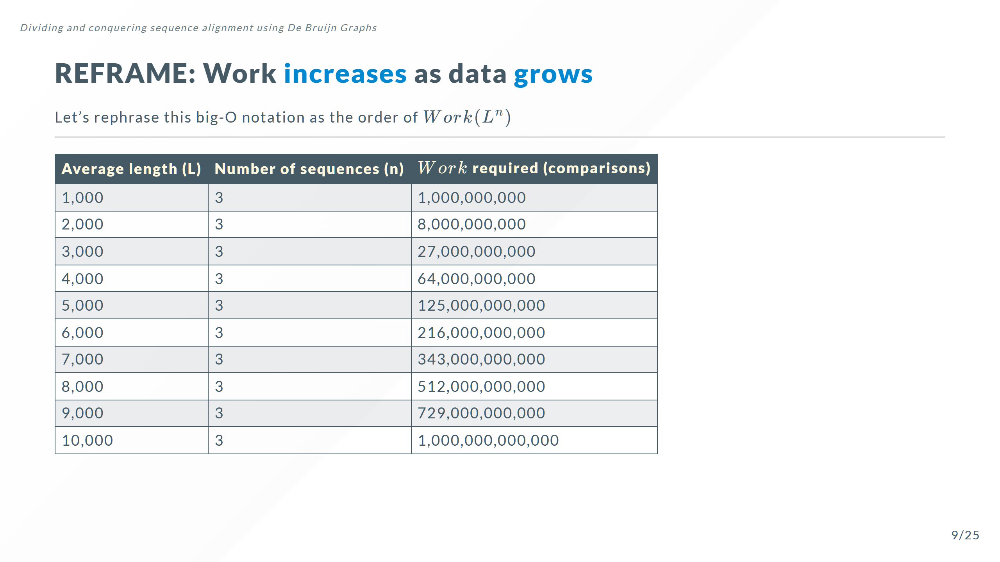 Dividing and conquering sequence alignment using De Bruijn Graphs
REFRAME: Work increases as data grows
Let’s rephrase this big-O notation as the order of Work(Lⁿ)
Average length (L) Number of sequences (n) Work required (comparisons)
1,000 3 1,000,000,000
2,000 3 8,000,000,000
3,000 3 27,000,000,000
4,000 3 64,000,000,000
5,000 3 125,000,000,000
6,000 3 216,000,000,000
7,000 3 343,000,000,000
8,000 3 512,000,000,000
9,000 3 729,000,000,000
10,000 3 1,000,000,000,000
9/25